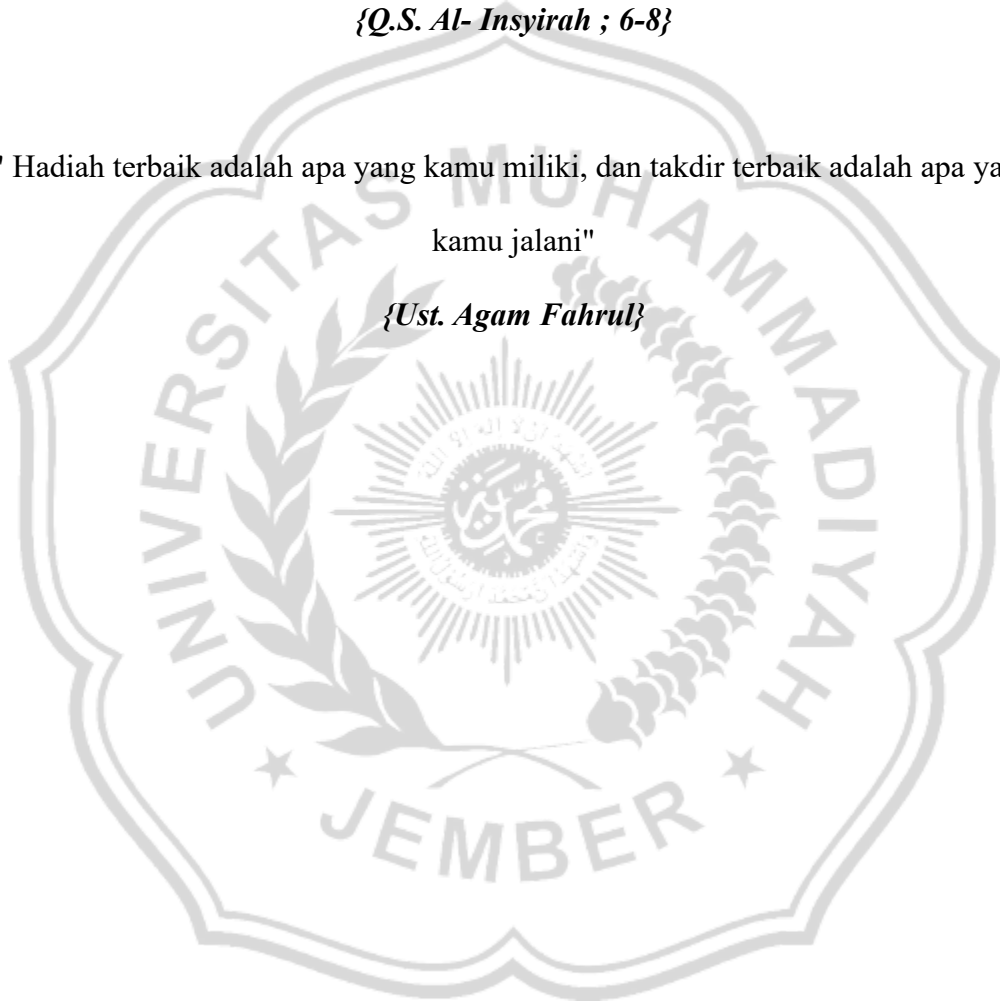 {Q.S. Al- Insyirah ; 6-8}
" Hadiah terbaik adalah apa yang kamu miliki, dan takdir terbaik adalah apa ya
kamu jalani"
{Ust. Agam Fahrul}
UNIVERSITAS MUHAMMADIYAH
JEMBER